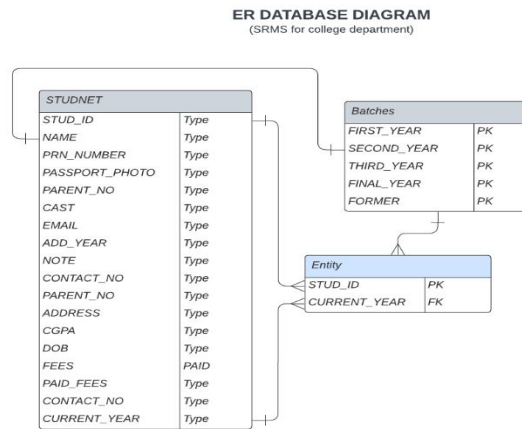 ER DATABASE DIAGRAM
(SRMS for college department)
STUDNET
STUD_ID Type
NAME Type
PRN_NUMBER Type
PASSPORT_PHOTO Type
PARENT_NO Type
CAST Type
EMAIL Type
ADD_YEAR Type
NOTE Type
CONTACT_NO Type
PARENT_NO Type
ADDRESS Type
CGPA Type
DOB Type
FEES PAID
PAID_FEES Type
CONTACT_NO Type
CURRENT_YEAR Type
Batches
FIRST_YEAR PK
SECOND_YEAR PK
THIRD_YEAR PK
FINAL_YEAR PK
FORMER PK
Entity
STUD_ID PK
CURRENT_YEAR FK